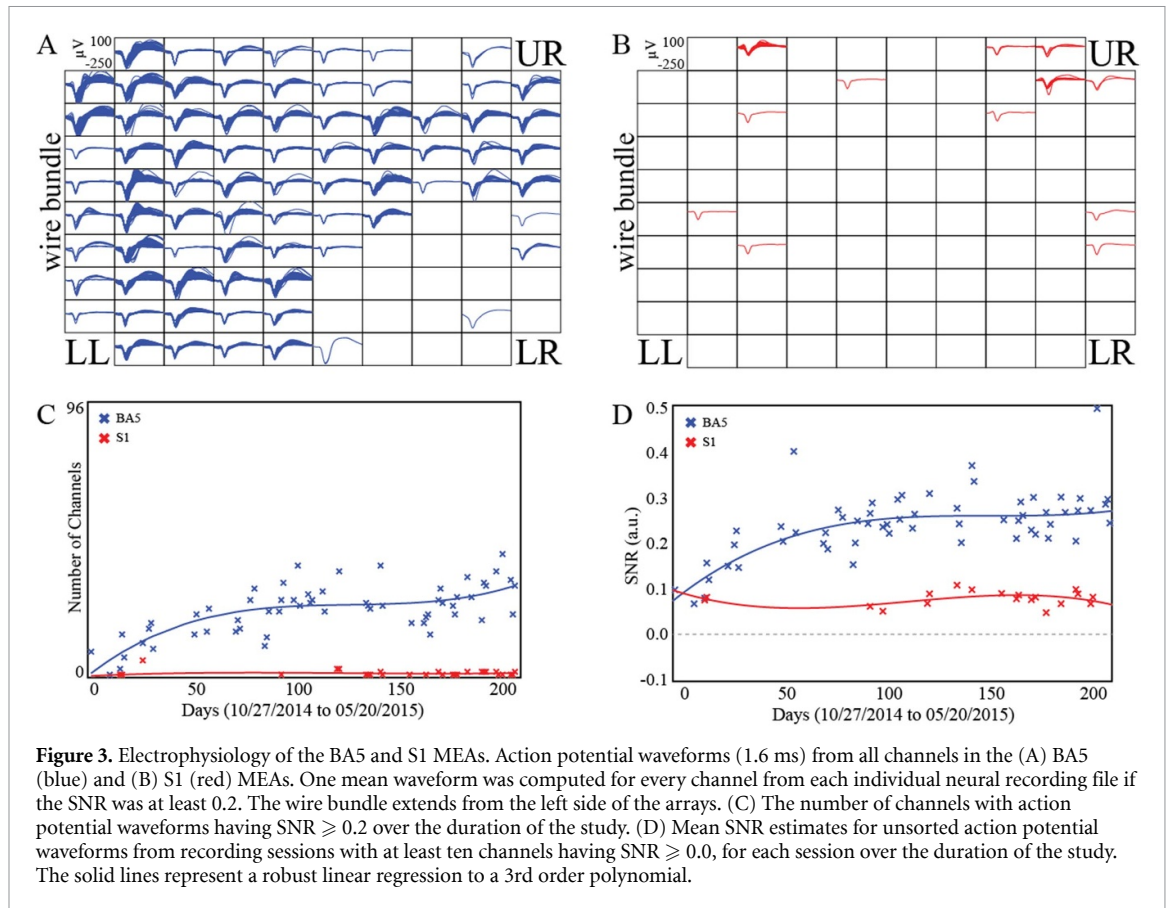 A
100
µV
-250
UR
wire bundle
LL
LR
B
100
µV
-250
UR
wire bundle
LL
LR
C
96
BA5
S1
Number of Channels
0
0
50
100
150
200
Days (10/27/2014 to 05/20/2015)
D
0.5
BA5
S1
0.4
0.3
0.2
SNR (a.u.)
0.1
0.0
-0.1
0
50
100
150
200
Days (10/27/2014 to 05/20/2015)
Figure 3. Electrophysiology of the BA5 and S1 MEAs. Action potential waveforms (1.6 ms) from all channels in the (A) BA5
(blue) and (B) S1 (red) MEAs. One mean waveform was computed for every channel from each individual neural recording file if
the SNR was at least 0.2. The wire bundle extends from the left side of the arrays. (C) The number of channels with action
potential waveforms having SNR ⩾ 0.2 over the duration of the study. (D) Mean SNR estimates for unsorted action potential
waveforms from recording sessions with at least ten channels having SNR ⩾ 0.0, for each session over the duration of the study.
The solid lines represent a robust linear regression to a 3rd order polynomial.